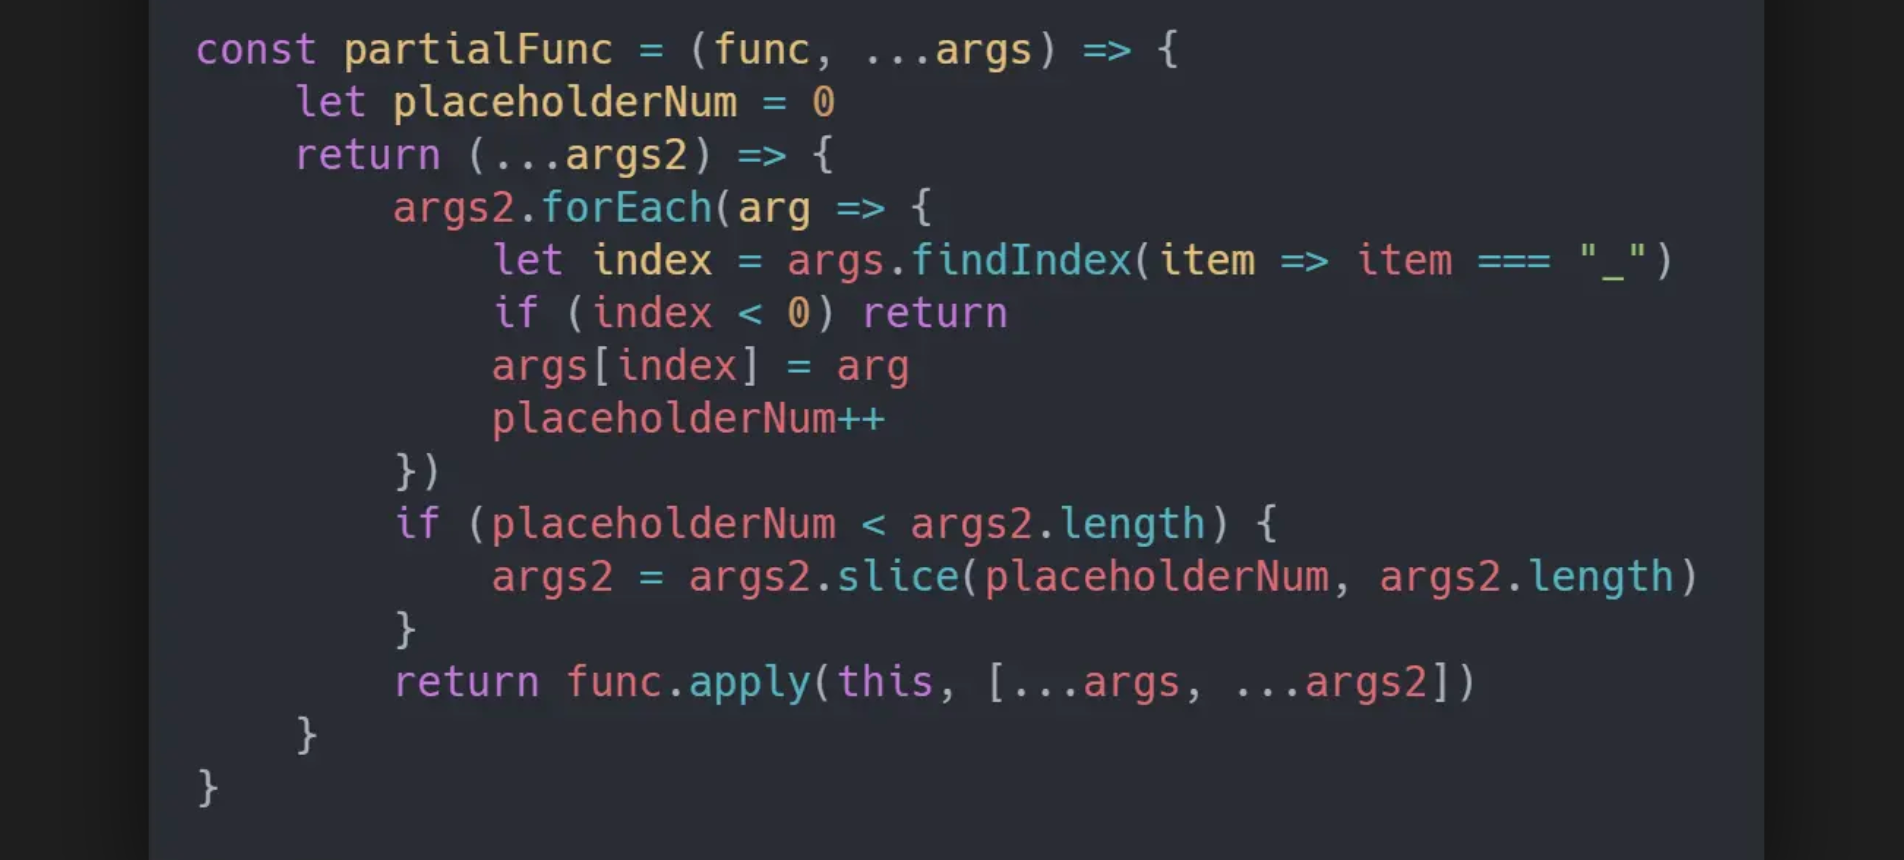 const partialFunc = (func, ...args) => {
    let placeholderNum = 0
    return (...args2) => {
        args2.forEach(arg => {
            let index = args.findIndex(item => item === "_")
            if (index < 0) return
            args[index] = arg
            placeholderNum++
        })
        if (placeholderNum < args2.length) {
            args2 = args2.slice(placeholderNum, args2.length)
        }
        return func.apply(this, [...args, ...args2])
    }
}